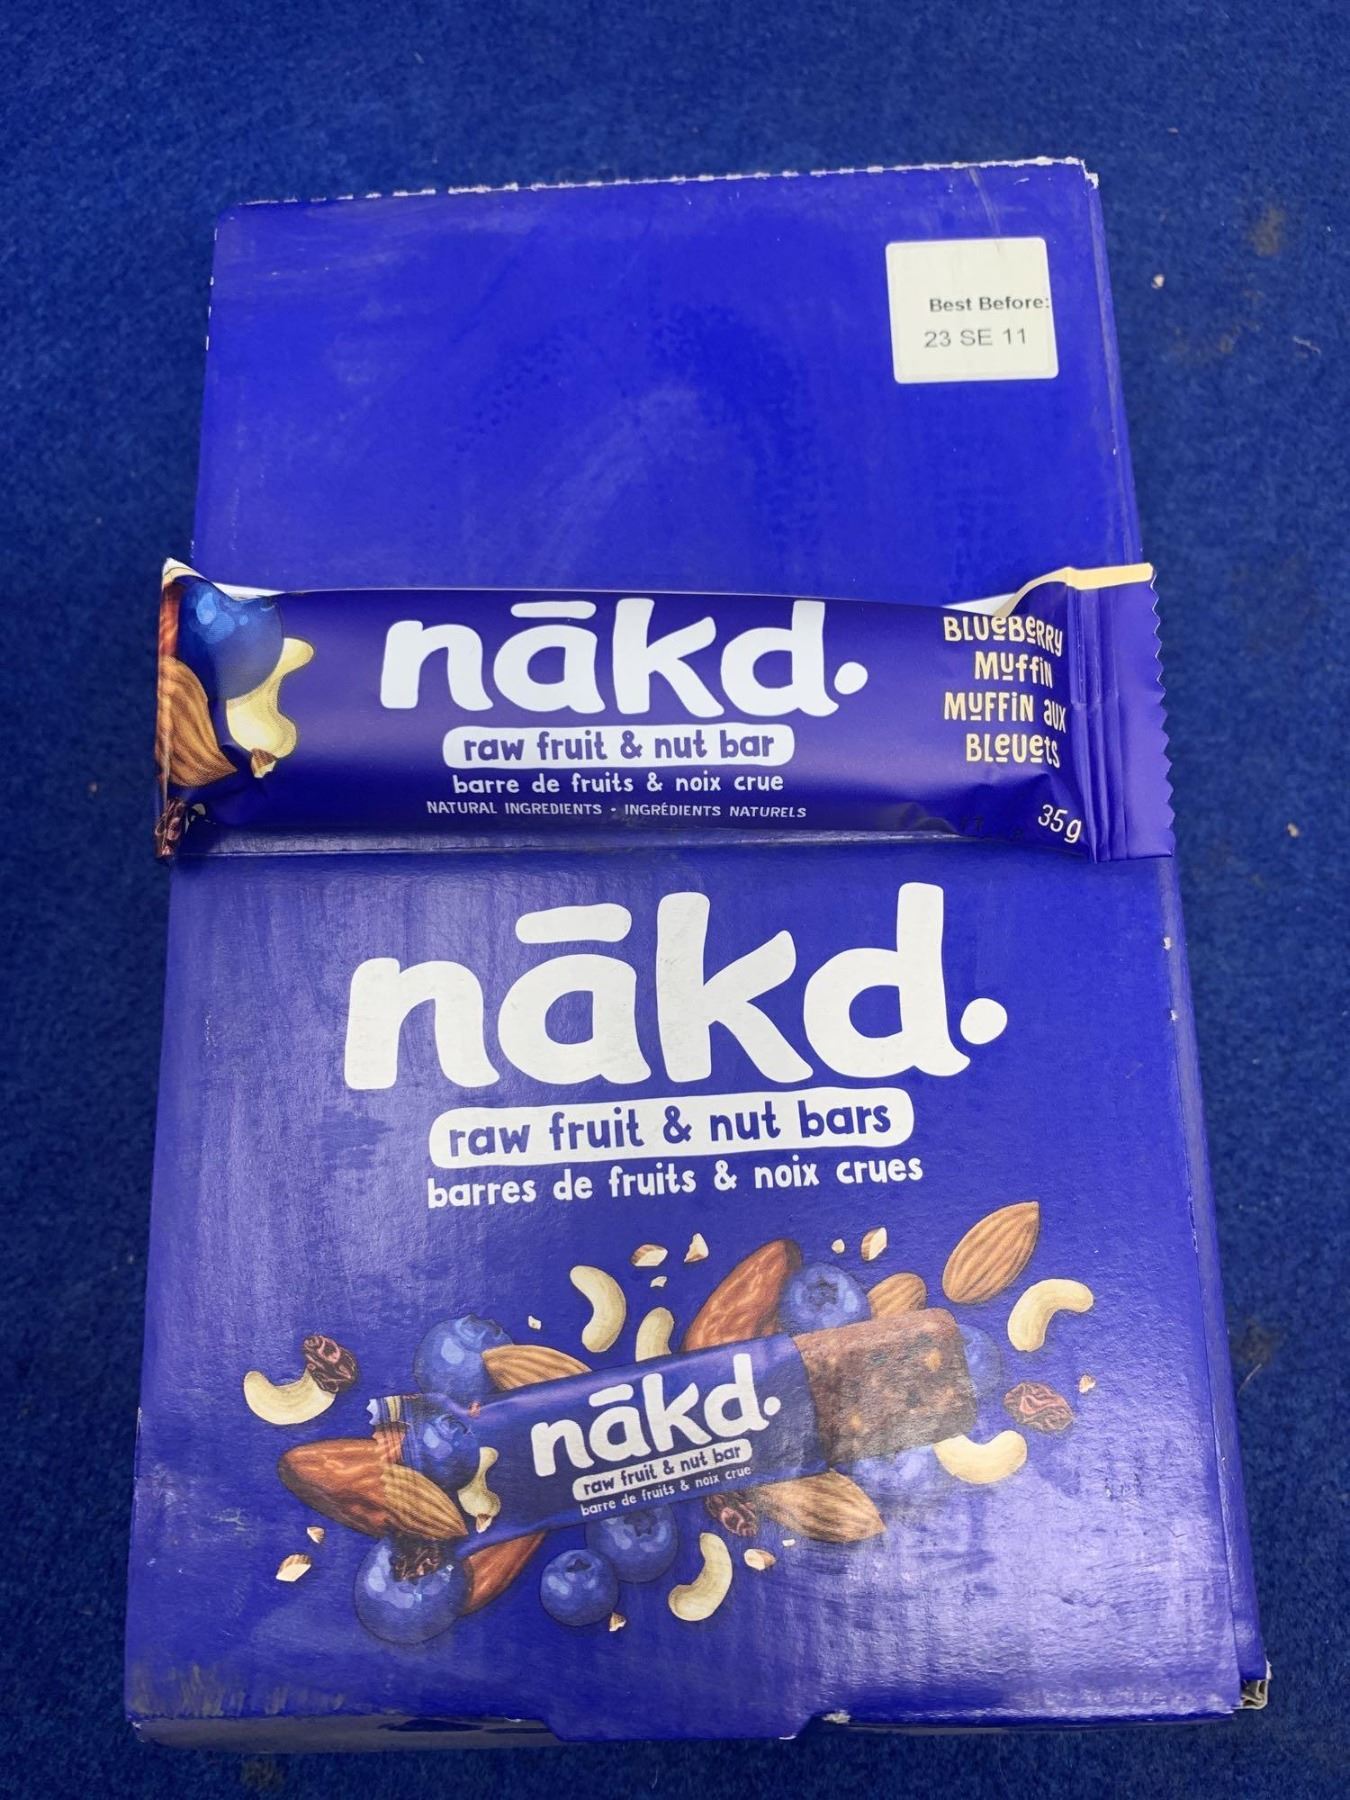 Best Before:
23 SE 11
nākd.
raw fruit & nut bar
barre de fruits & noix crue
NATURAL INGREDIENTS • INGRÉDIENTS NATURELS
BLUEBERRY
MUFFIN
MUFFIN AUX
BLEUETS
35g
nākd.
raw fruit & nut bars
barres de fruits & noix crues
nākd.
raw fruit & nut bar
barre de fruits & noix crue